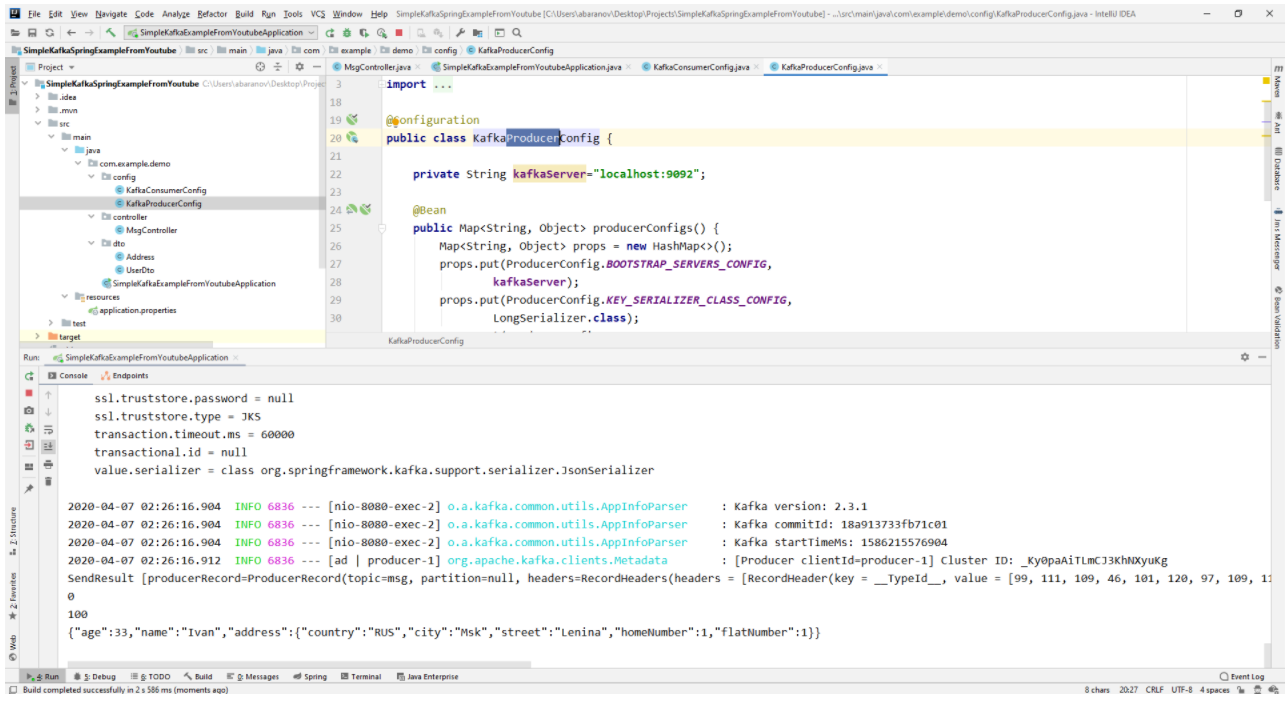 File Edit View Navigate Code Analyze Refactor Build Run Tools VCS Window Help SimpleKafkaSpringExampleFromYoutube [C:\Users\abaranov\Desktop\Projects\SimpleKafkaSpringExampleFromYoutube] - ...\src\main\java\com\example\demo\config\KafkaProducerConfig.java - IntelliJ IDEA
SimpleKafkaExampleFromYoutubeApplication
SimpleKafkaSpringExampleFromYoutube src main java com example demo config KafkaProducerConfig
Project
MsgController.java SimpleKafkaExampleFromYoutubeApplication.java KafkaConsumerConfig.java KafkaProducerConfig.java
SimpleKafkaSpringExampleFromYoutube C:\Users\abaranov\Desktop\Projec
.idea
.mvn
src
main
java
com.example.demo
config
KafkaConsumerConfig
KafkaProducerConfig
controller
MsgController
dto
Address
UserDto
SimpleKafkaExampleFromYoutubeApplication
resources
application.properties
test
target
3 import ...
18
19 @Configuration
20 public class KafkaProducerConfig {
21
22 private String kafkaServer="localhost:9092";
23
24 @Bean
25 public Map<String, Object> producerConfigs() {
26 Map<String, Object> props = new HashMap<>();
27 props.put(ProducerConfig.BOOTSTRAP_SERVERS_CONFIG,
28 kafkaServer);
29 props.put(ProducerConfig.KEY_SERIALIZER_CLASS_CONFIG,
30 LongSerializer.class);
KafkaProducerConfig
1: Project
7: Structure
2: Favorites
Web
Maven
Ant
Database
Jms Messenger
Bean Validation
Run: SimpleKafkaExampleFromYoutubeApplication
Console Endpoints
ssl.truststore.password = null
ssl.truststore.type = JKS
transaction.timeout.ms = 60000
transactional.id = null
value.serializer = class org.springframework.kafka.support.serializer.JsonSerializer
2020-04-07 02:26:16.904 INFO 6836 --- [nio-8080-exec-2] o.a.kafka.common.utils.AppInfoParser : Kafka version: 2.3.1
2020-04-07 02:26:16.904 INFO 6836 --- [nio-8080-exec-2] o.a.kafka.common.utils.AppInfoParser : Kafka commitId: 18a913733fb71c01
2020-04-07 02:26:16.904 INFO 6836 --- [nio-8080-exec-2] o.a.kafka.common.utils.AppInfoParser : Kafka startTimeMs: 1586215576904
2020-04-07 02:26:16.912 INFO 6836 --- [ad | producer-1] org.apache.kafka.clients.Metadata : [Producer clientId=producer-1] Cluster ID: _Ky0paAiTLmCJ3KhNXyuKg
SendResult [producerRecord=ProducerRecord(topic=msg, partition=null, headers=RecordHeaders(headers = [RecordHeader(key = __TypeId__, value = [99, 111, 109, 46, 101, 120, 97, 109, 11
0
100
{"age":33,"name":"Ivan","address":{"country":"RUS","city":"Msk","street":"Lenina","homeNumber":1,"flatNumber":1}}
4: Run 5: Debug 6: TODO Build 0: Messages Spring Terminal Java Enterprise Event Log
Build completed successfully in 2 s 586 ms (moments ago) 8 chars 20:27 CRLF UTF-8 4 spaces